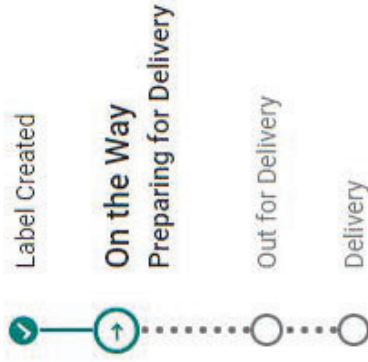 Label Created
On the Way
Preparing for Delivery
Out for Delivery
Delivery